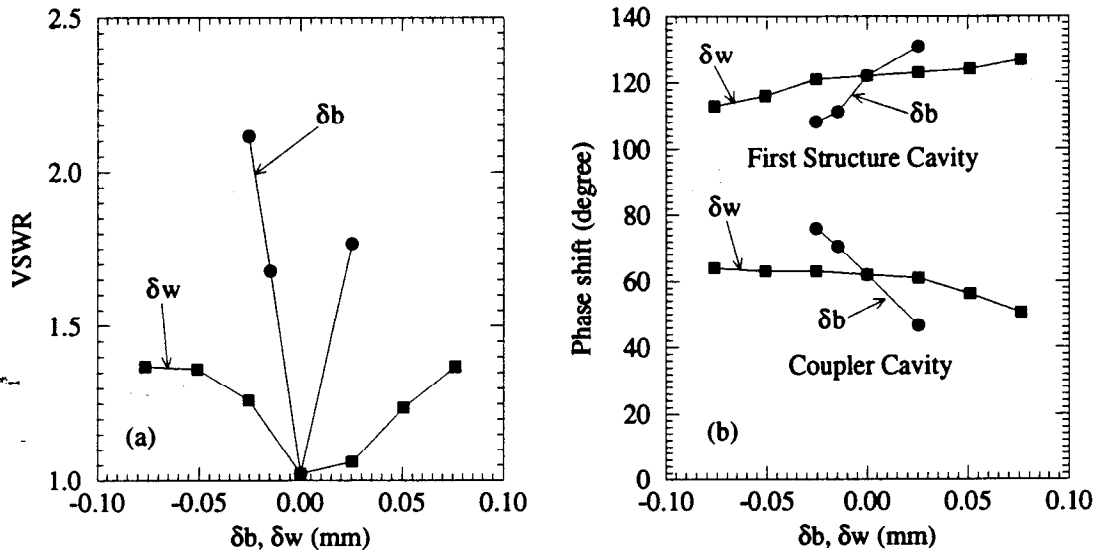 2.5
2.0
VSWR
1.5
1.0
δb
δw
(a)
-0.10 -0.05 0.00 0.05 0.10
δb, δw (mm)
140
120
100
80
60
40
20
0
Phase shift (degree)
δw
δb
First Structure Cavity
δw
δb
Coupler Cavity
(b)
-0.10 -0.05 0.00 0.05 0.10
δb, δw (mm)